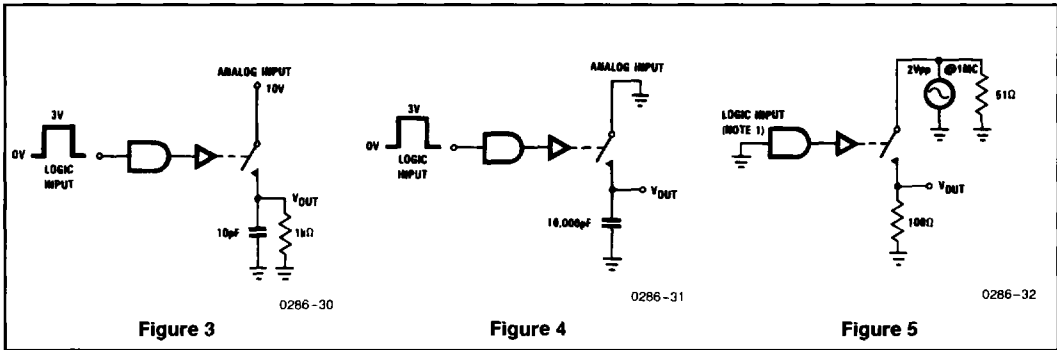 ANALOG INPUT
10V
3V
0V
LOGIC
INPUT
VOUT
10pF
1kΩ
0286-30
Figure 3
ANALOG INPUT
3V
0V
LOGIC
INPUT
VOUT
10,000pF
0286-31
Figure 4
2Vpp
@1MC
51Ω
LOGIC INPUT
(NOTE 1)
VOUT
100Ω
0286-32
Figure 5